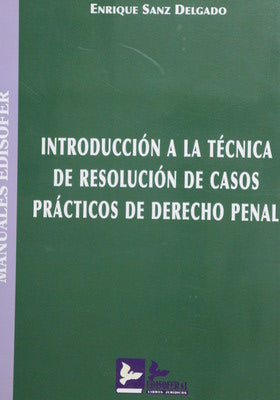 ENRIQUE SANZ DELGADO
MANUALES EDISOFER
INTRODUCCIÓN A LA TÉCNICA
DE RESOLUCIÓN DE CASOS
PRÁCTICOS DE DERECHO PENAL
EDISOFER S.L.
LIBROS JURÍDICOS